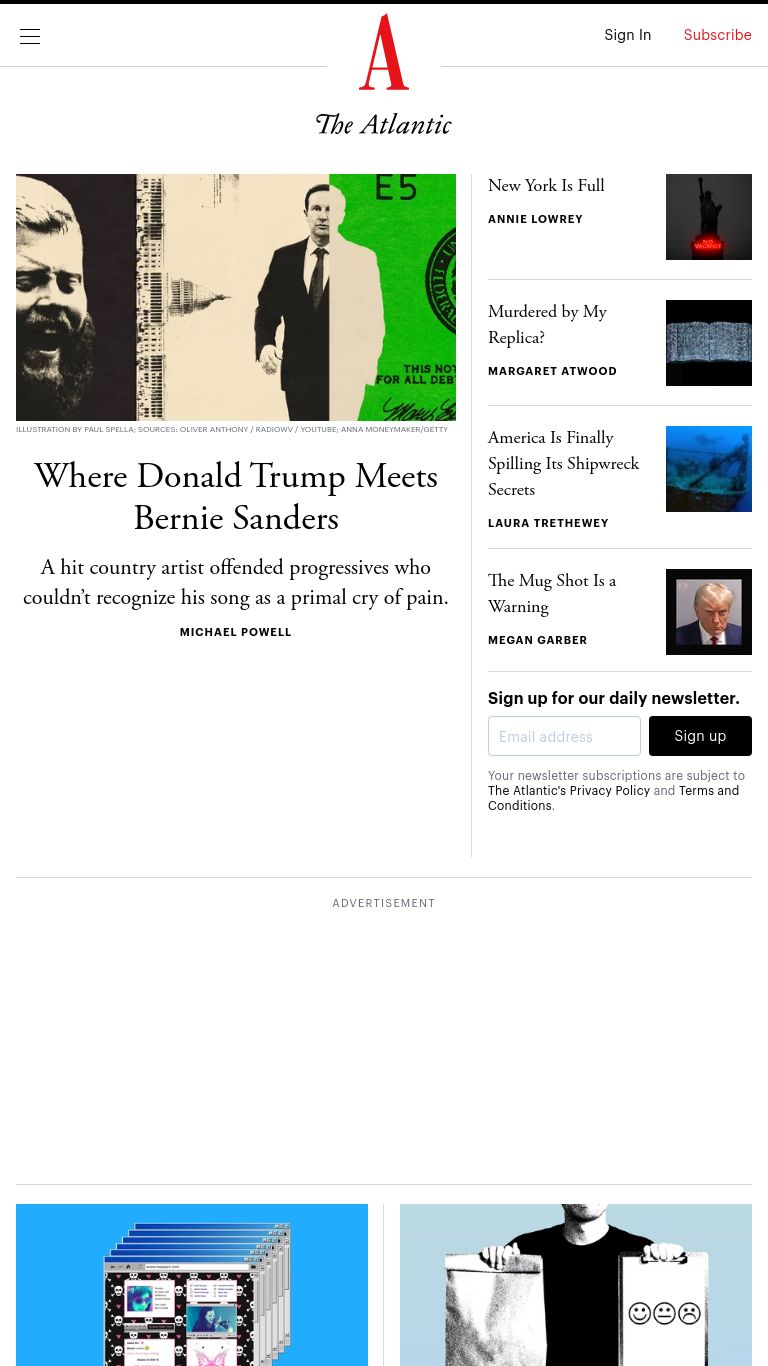 Sign In
Subscribe
A
The Atlantic
E5
THIS NOT
FOR ALL DEB
ILLUSTRATION BY PAUL SPELLA; SOURCES: OLIVER ANTHONY / RADIOWV / YOUTUBE; ANNA MONEYMAKER/GETTY
Where Donald Trump Meets
Bernie Sanders
A hit country artist offended progressives who
couldn't recognize his song as a primal cry of pain.
MICHAEL POWELL
New York Is Full
ANNIE LOWREY
NO
VACANCY
Murdered by My
Replica?
MARGARET ATWOOD
America Is Finally
Spilling Its Shipwreck
Secrets
LAURA TRETHEWEY
The Mug Shot Is a
Warning
MEGAN GARBER
Sign up for our daily newsletter.
Email address
Sign up
Your newsletter subscriptions are subject to
The Atlantic's Privacy Policy and Terms and
Conditions.
ADVERTISEMENT